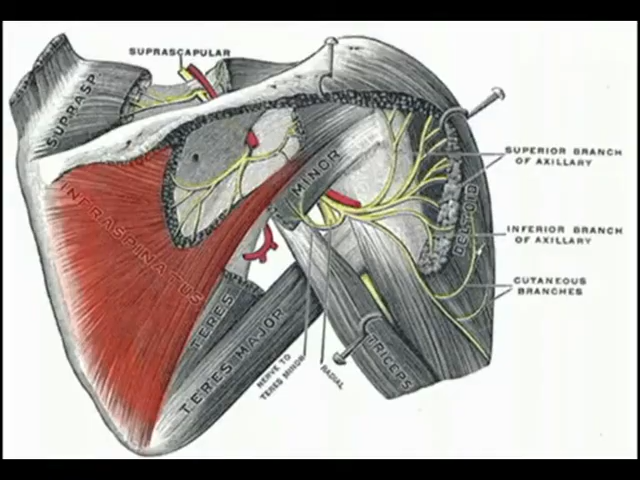 SUPRASCAPULAR
SUPRASP.
MINOR
SUPERIOR BRANCH
OF AXILLARY
INFRASPINATUS
DELTOID
INFERIOR BRANCH
OF AXILLARY
CUTANEOUS
BRANCHES
TERES
TERES MAJOR
NERVE TO
TERES MINOR
RADIAL
TRICEPS